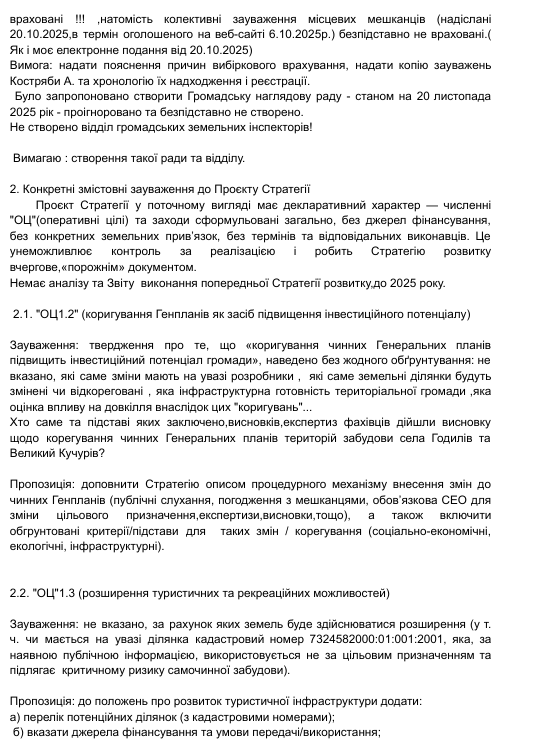 враховані !!! ,натомість колективні зауваження місцевих мешканців (надіслані
20.10.2025,в термін оголошеного на веб-сайті 6.10.2025р.) безпідставно не враховані.(
Як і моє електронне подання від 20.10.2025)
Вимога: надати пояснення причин вибіркового врахування, надати копію зауважень
Костряби А. та хронологію їх надходження і реєстрації.
Було запропоновано створити Громадську наглядову раду - станом на 20 листопада
2025 рік - проігноровано та безпідставно не створено.
Не створено відділ громадських земельних інспекторів!
Вимагаю : створення такої ради та відділу.
2. Конкретні змістовні зауваження до Проєкту Стратегії
Проєкт Стратегії у поточному вигляді має декларативний характер — численні
"ОЦ"(оперативні цілі) та заходи сформульовані загально, без джерел фінансування,
без конкретних земельних прив’язок, без термінів та відповідальних виконавців. Це
унеможливлює контроль за реалізацією і робить Стратегію розвитку
вчергове,«порожнім» документом.
Немає аналізу та Звіту виконання попередньої Стратегії розвитку,до 2025 року.
2.1. "ОЦ1.2" (коригування Генпланів як засіб підвищення інвестиційного потенціалу)
Зауваження: твердження про те, що «коригування чинних Генеральних планів
підвищить інвестиційний потенціал громади», наведено без жодного обґрунтування: не
вказано, які саме зміни мають на увазі розробники , які саме земельні ділянки будуть
змінені чи відкореговані , яка інфраструктурна готовність територіальної громади ,яка
оцінка впливу на довкілля внаслідок цих "коригувань"...
Хто саме та підставі яких заключено,висновків,експертиз фахівців дійшли висновку
щодо корегування чинних Генеральних планів територій забудови села Годилів та
Великий Кучурів?
Пропозиція: доповнити Стратегію описом процедурного механізму внесення змін до
чинних Генпланів (публічні слухання, погодження з мешканцями, обов’язкова СЕО для
зміни цільового призначення,експертизи,висновки,тощо), а також включити
обгрунтовані критерії/підстави для таких змін / корегування (соціально-економічні,
екологічні, інфраструктурні).
2.2. "ОЦ"1.3 (розширення туристичних та рекреаційних можливостей)
Зауваження: не вказано, за рахунок яких земель буде здійснюватися розширення (у т.
ч. чи мається на увазі ділянка кадастровий номер 7324582000:01:001:2001, яка, за
наявною публічною інформацією, використовується не за цільовим призначенням та
підлягає критичному ризику самочинної забудови).
Пропозиція: до положень про розвиток туристичної інфраструктури додати:
а) перелік потенційних ділянок (з кадастровими номерами);
б) вказати джерела фінансування та умови передачі/використання;